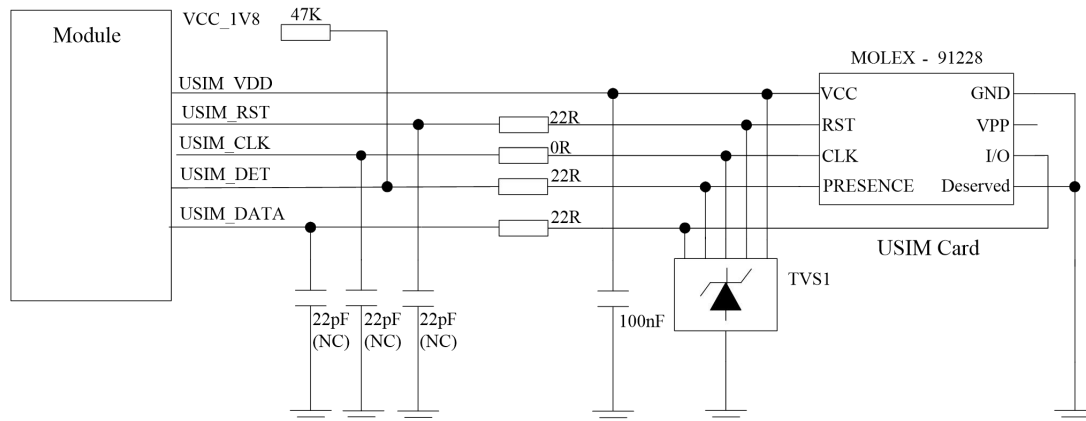 VCC_1V8 47K
Module
MOLEX - 91228
USIM_VDD
VCC GND
USIM_RST 22R
RST VPP
USIM_CLK 0R
CLK I/O
USIM_DET 22R
PRESENCE Deserved
USIM_DATA 22R
USIM Card
TVS1
22pF 22pF 22pF 100nF
(NC) (NC) (NC)